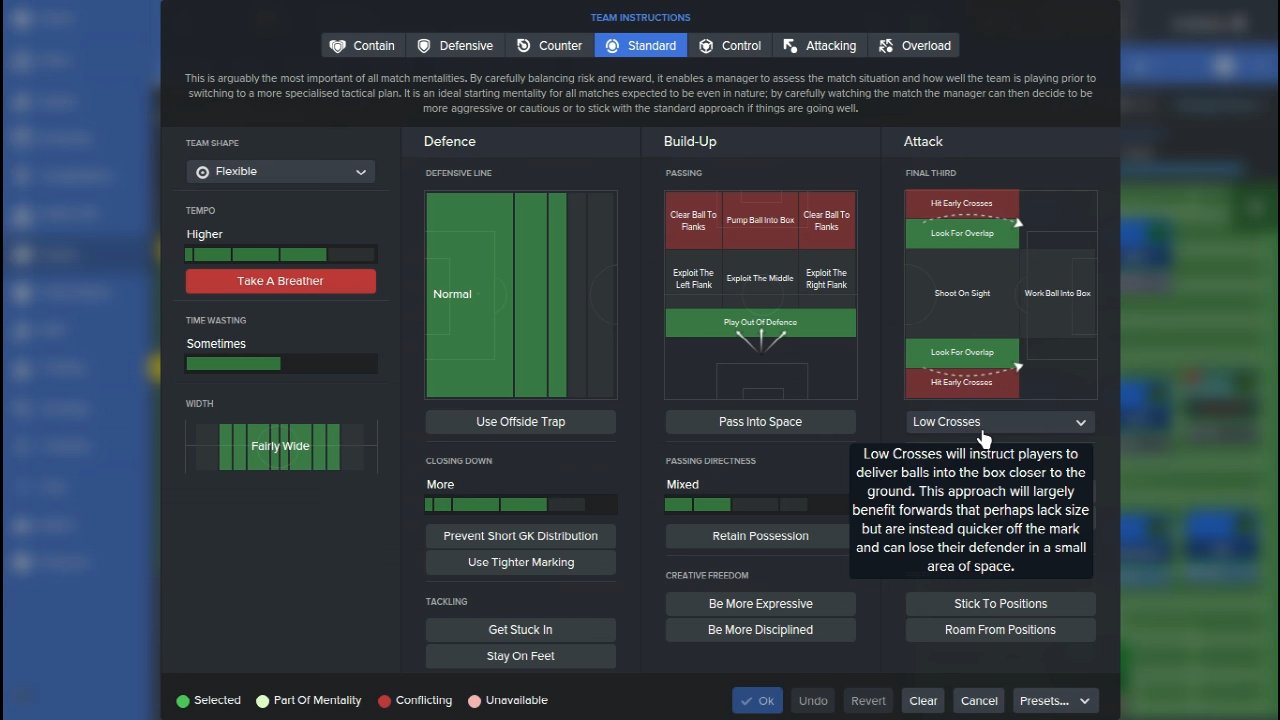 TEAM INSTRUCTIONS
Contain
Defensive
Counter
Standard
Control
Attacking
Overload
This is arguably the most important of all match mentalities. By carefully balancing risk and reward, it enables a manager to assess the match situation and how well the team is playing prior to
switching to a more specialised tactical plan. It is an ideal starting mentality for all matches expected to be even in nature; by carefully watching the match the manager can then decide to be
more aggressive or cautious or to stick with the standard approach if things are going well.
TEAM SHAPE
Flexible
TEMPO
Higher
Take A Breather
TIME WASTING
Sometimes
WIDTH
Fairly Wide
Defence
DEFENSIVE LINE
Normal
Use Offside Trap
CLOSING DOWN
More
Prevent Short GK Distribution
Use Tighter Marking
TACKLING
Get Stuck In
Stay On Feet
Build-Up
PASSING
Clear Ball To
Flanks
Pump Ball Into Box
Clear Ball To
Flanks
Exploit The
Left Flank
Exploit The Middle
Exploit The
Right Flank
Play Out Of Defence
Pass Into Space
PASSING DIRECTNESS
Mixed
Retain Possession
CREATIVE FREEDOM
Be More Expressive
Be More Disciplined
Attack
FINAL THIRD
Hit Early Crosses
Look For Overlap
Shoot On Sight
Work Ball Into Box
Look For Overlap
Hit Early Crosses
Low Crosses
Low Crosses will instruct players to
deliver balls into the box closer to the
ground. This approach will largely
benefit forwards that perhaps lack size
but are instead quicker off the mark
and can lose their defender in a small
area of space.
Stick To Positions
Roam From Positions
Selected
Part Of Mentality
Conflicting
Unavailable
Ok
Undo
Revert
Clear
Cancel
Presets...